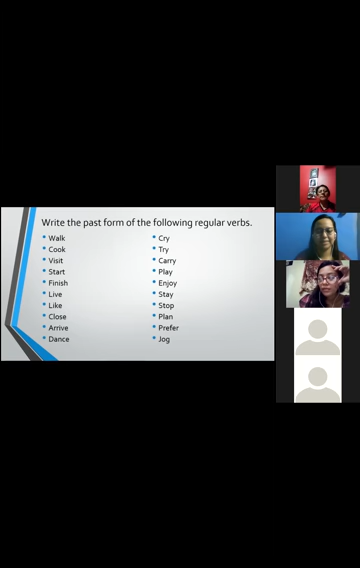 Write the past form of the following regular verbs.
Walk
Cook
Visit
Start
Finish
Live
Like
Close
Arrive
Dance
Cry
Try
Carry
Play
Enjoy
Stay
Stop
Plan
Prefer
Jog